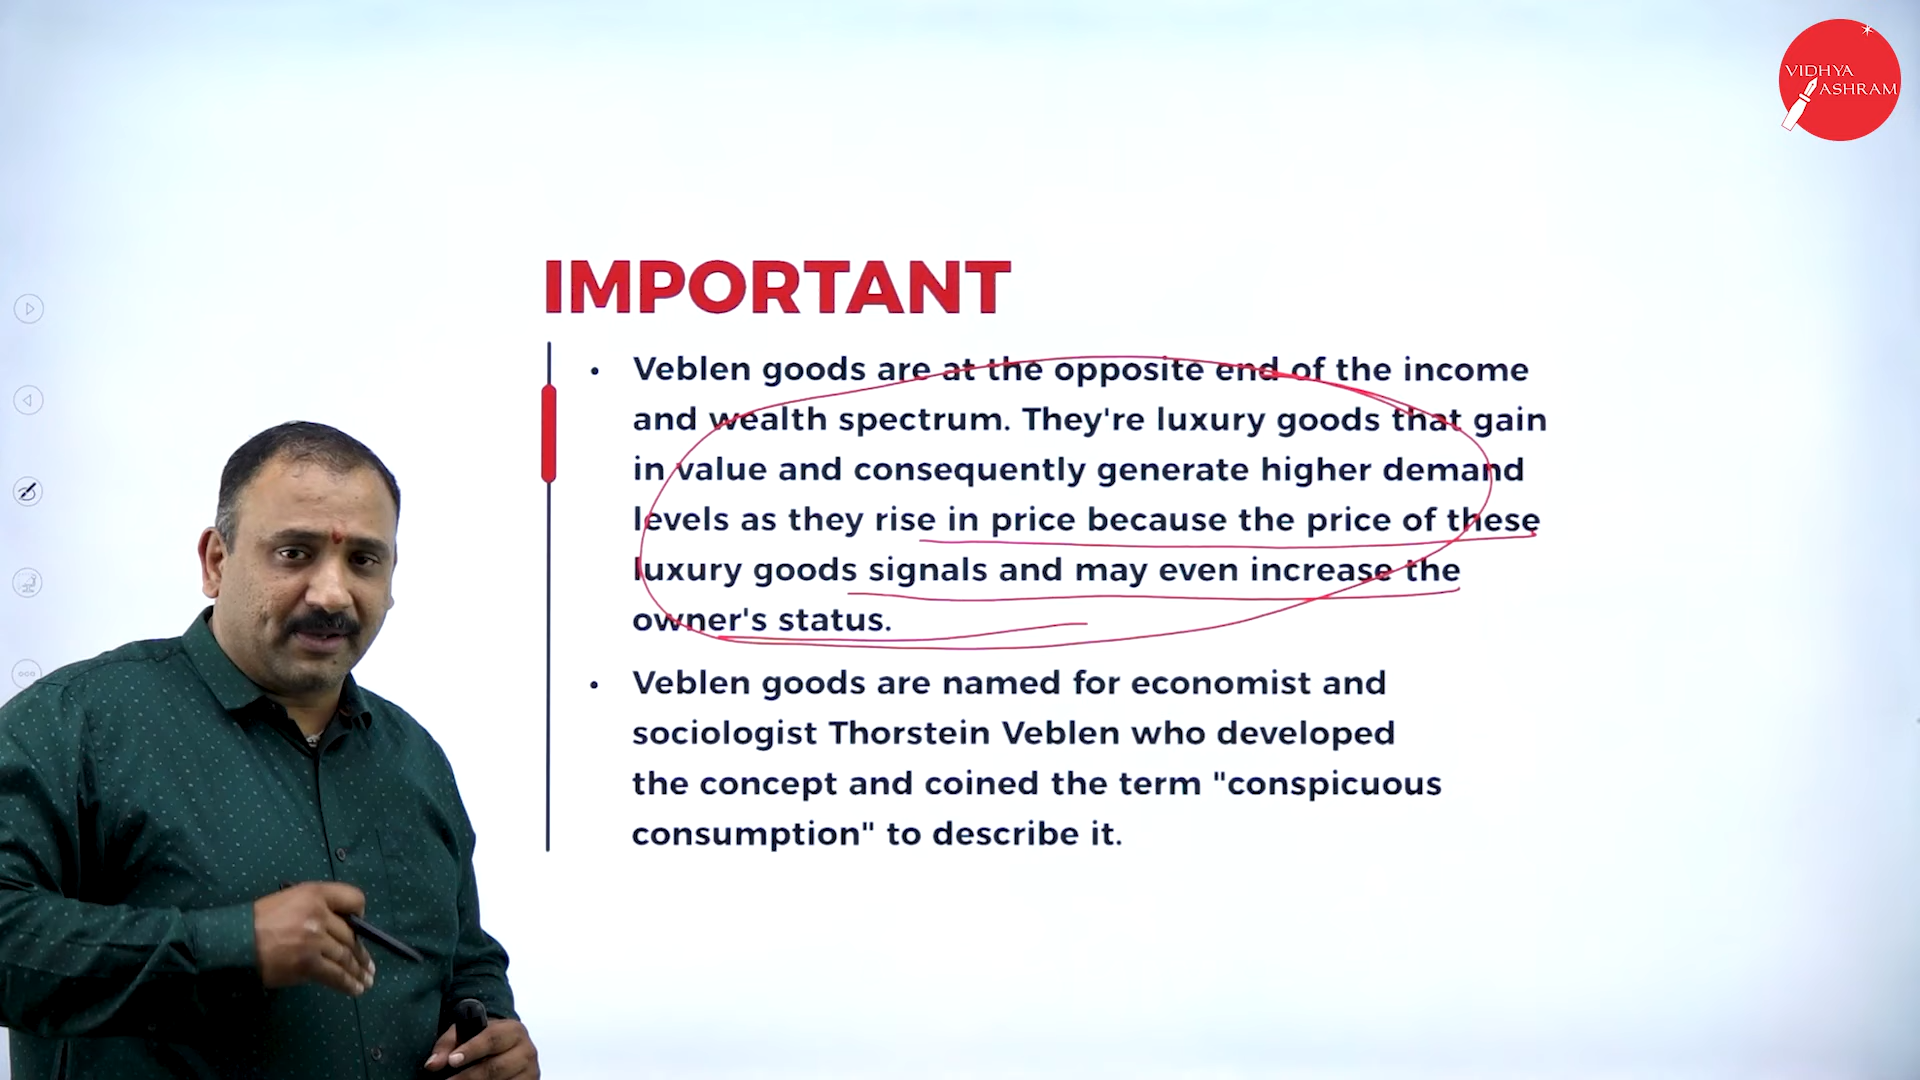 VIDHYA
ASHRAM
IMPORTANT
• Veblen goods are at the opposite end of the income
and wealth spectrum. They're luxury goods that gain
in value and consequently generate higher demand
levels as they rise in price because the price of these
luxury goods signals and may even increase the
owner's status.
• Veblen goods are named for economist and
sociologist Thorstein Veblen who developed
the concept and coined the term "conspicuous
consumption" to describe it.